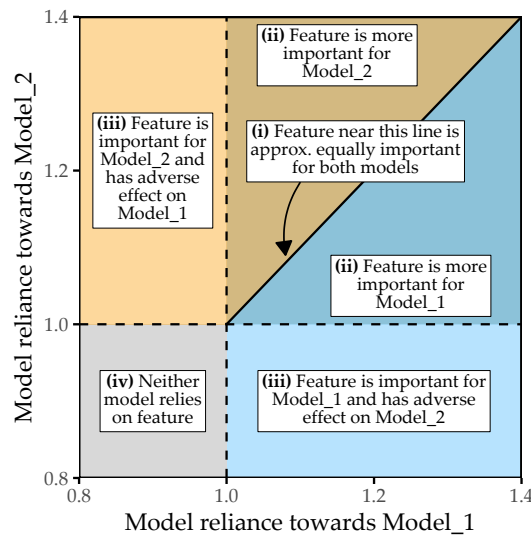 1.4
1.2
1.0
0.8
Model reliance towards Model_2
(ii) Feature is more
important for
Model_2
(iii) Feature is
important for
Model_2 and
has adverse
effect on
Model_1
(i) Feature near this line is
approx. equally important
for both models
(ii) Feature is more
important for
Model_1
(iv) Neither
model relies
on feature
(iii) Feature is important for
Model_1 and has adverse
effect on Model_2
0.8
1.0
1.2
1.4
Model reliance towards Model_1